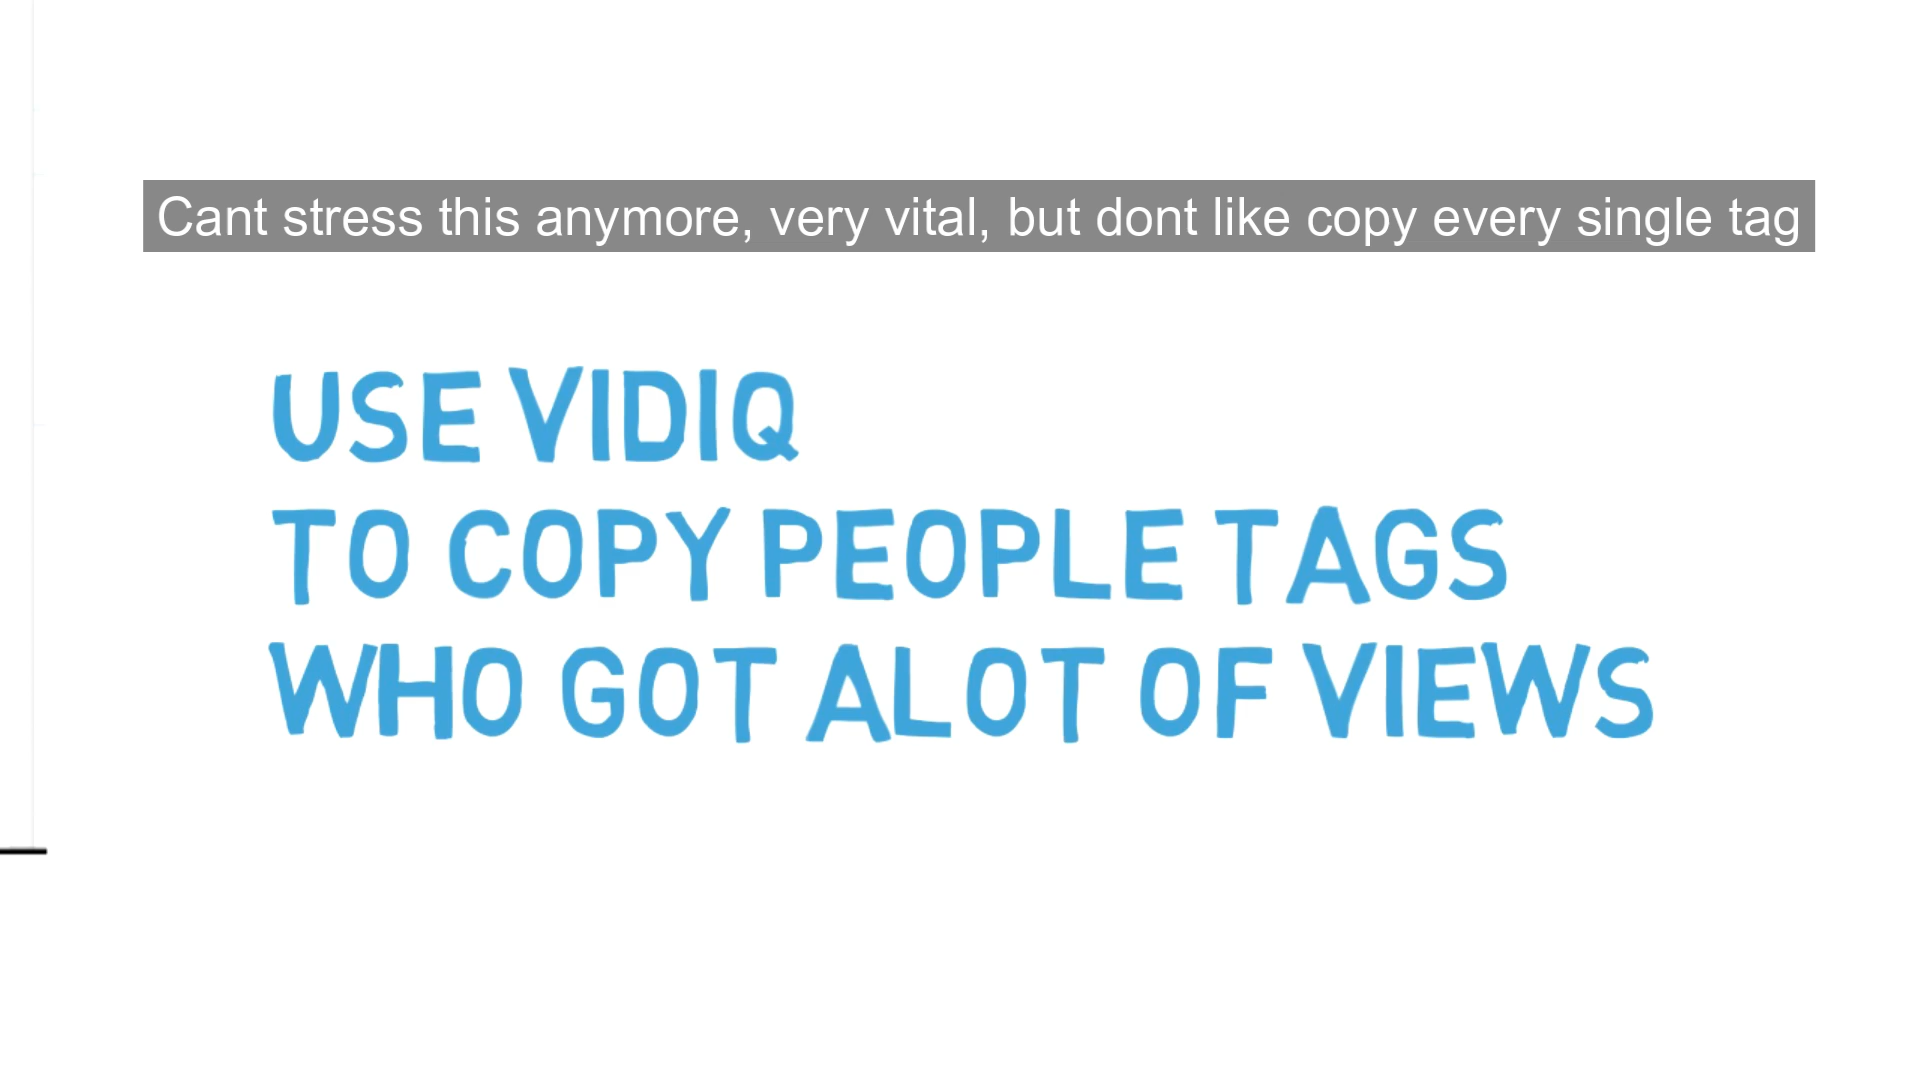 Cant stress this anymore, very vital, but dont like copy every single tag
USE VIDIQ
TO COPY PEOPLE TAGS
WHO GOT ALOT OF VIEWS